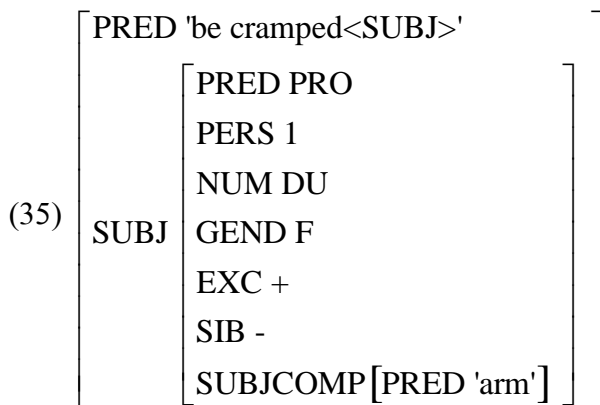 PRED 'be cramped<SUBJ>'
PRED PRO
PERS 1
NUM DU
(35) SUBJ GEND F
EXC +
SIB -
SUBJCOMP[PRED 'arm']